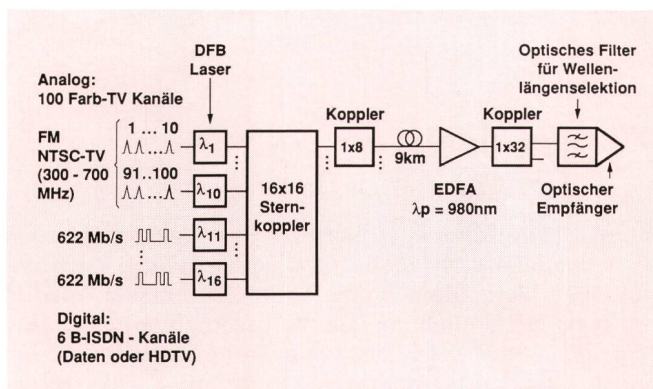 DFB
Laser
Optisches Filter
für Wellen-
längenselektion
Analog:
100 Farb-TV Kanäle
FM
NTSC-TV
(300 - 700
MHz)
1 ... 10
λ1
91..100
λ10
16x16
Stern-
koppler
Koppler
1x8
9km
EDFA
λp = 980nm
Koppler
1x32
Optischer
Empfänger
622 Mb/s
λ11
622 Mb/s
λ16
Digital:
6 B-ISDN - Kanäle
(Daten oder HDTV)